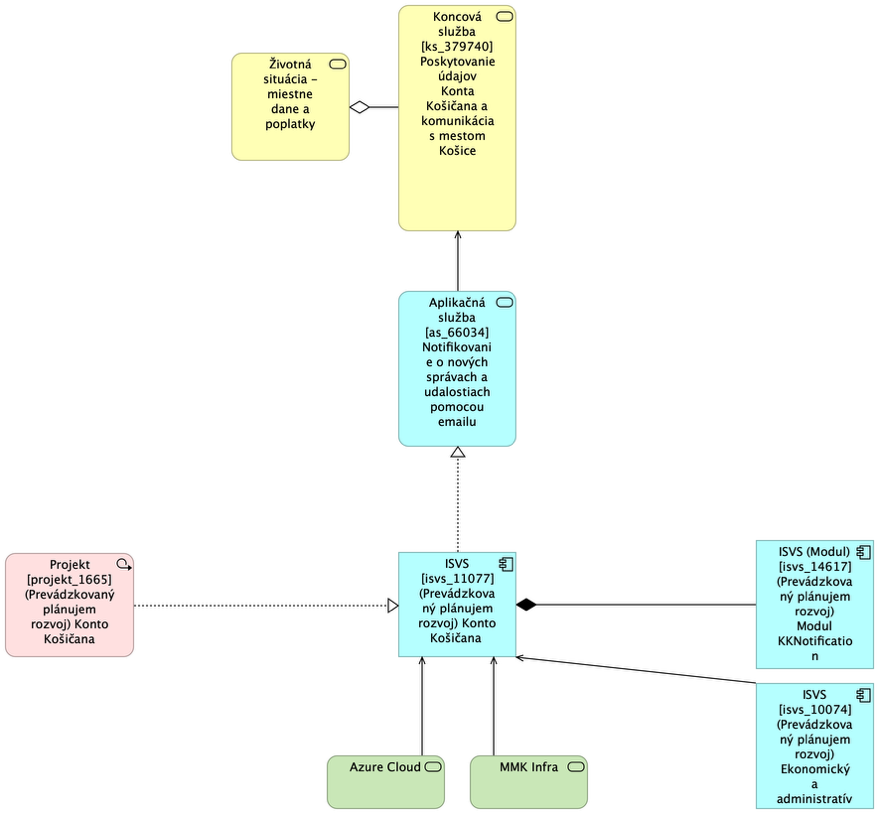 Koncová
služba
[ks_379740]
Poskytovanie
údajov
Konta
Košičana a
komunikácia
s mestom
Košice
Životná
situácia –
miestne
dane a
poplatky
Aplikačná
služba
[as_66034]
Notifikovani
e o nových
správach a
udalostiach
pomocou
emailu
Projekt
[projekt_1665]
(Prevádzkovaný
plánujem
rozvoj) Konto
Košičana
ISVS
[isvs_11077]
(Prevádzkova
ný plánujem
rozvoj) Konto
Košičana
ISVS (Modul)
[isvs_14617]
(Prevádzkova
ný plánujem
rozvoj)
Modul
KKNotificatio
n
ISVS
[isvs_10074]
(Prevádzkova
ný plánujem
rozvoj)
Ekonomický
a
administratív
Azure Cloud
MMK Infra